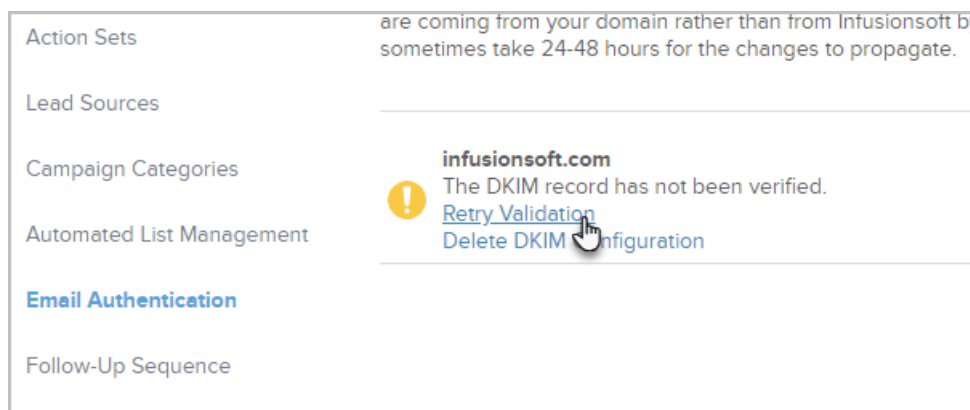 Action Sets
are coming from your domain rather than from Infusionsoft b
sometimes take 24-48 hours for the changes to propagate.
Lead Sources
Campaign Categories
infusionsoft.com
The DKIM record has not been verified.
Retry Validation
Delete DKIM nfiguration
Automated List Management
Email Authentication
Follow-Up Sequence